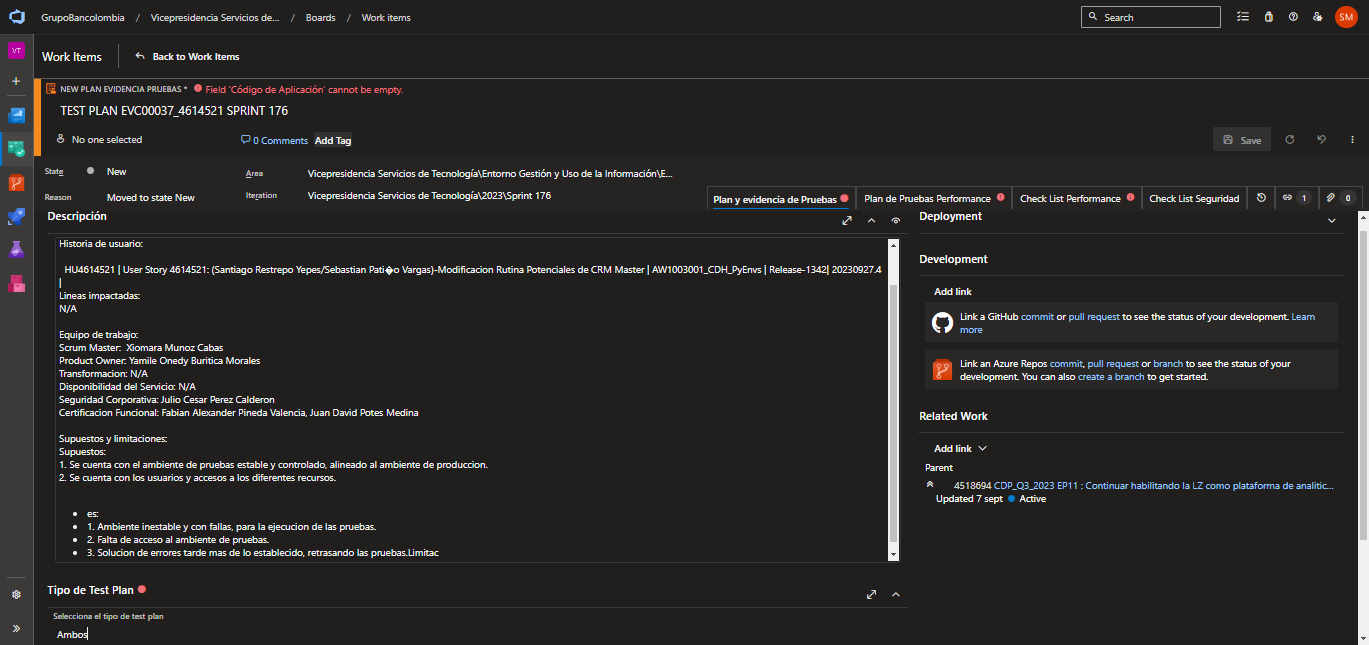 GrupoBancolombia / Vicepresidencia Servicios de... / Boards / Work items
Search
SM
VT
Work Items
Back to Work Items
NEW PLAN EVIDENCIA PRUEBAS * Field 'Código de Aplicación' cannot be empty.
TEST PLAN EVC00037_4614521 SPRINT 176
No one selected
0 Comments
Add Tag
Save
State
New
Area
Vicepresidencia Servicios de Tecnología\Entorno Gestión y Uso de la Información\E...
Reason
Moved to state New
Iteration
Vicepresidencia Servicios de Tecnología\2023\Sprint 176
Plan y evidencia de Pruebas
Plan de Pruebas Performance
Check List Performance
Check List Seguridad
1
0
Descripción
Historia de usuario:
HU4614521 | User Story 4614521: (Santiago Restrepo Yepes/Sebastian Pati�o Vargas)-Modificacion Rutina Potenciales de CRM Master | AW1003001_CDH_PyEnvs | Release-1342| 20230927.4
|
Lineas impactadas:
N/A
Equipo de trabajo:
Scrum Master: Xiomara Munoz Cabas
Product Owner: Yamile Onedy Buritica Morales
Transformacion: N/A
Disponibilidad del Servicio: N/A
Seguridad Corporativa: Julio Cesar Perez Calderon
Certificacion Funcional: Fabian Alexander Pineda Valencia, Juan David Potes Medina
Supuestos y limitaciones:
Supuestos:
1. Se cuenta con el ambiente de pruebas estable y controlado, alineado al ambiente de produccion.
2. Se cuenta con los usuarios y accesos a los diferentes recursos.
• es:
• 1. Ambiente inestable y con fallas, para la ejecucion de las pruebas.
• 2. Falta de acceso al ambiente de pruebas.
• 3. Solucion de errores tarde mas de lo establecido, retrasando las pruebas.Limitac
Tipo de Test Plan
Selecciona el tipo de test plan
Ambos
Deployment
Development
Add link
Link a GitHub commit or pull request to see the status of your development. Learn
more
Link an Azure Repos commit, pull request or branch to see the status of your
development. You can also create a branch to get started.
Related Work
Add link
Parent
4518694 CDP_Q3_2023 EP11 : Continuar habilitando la LZ como plataforma de analitic...
Updated 7 sept Active